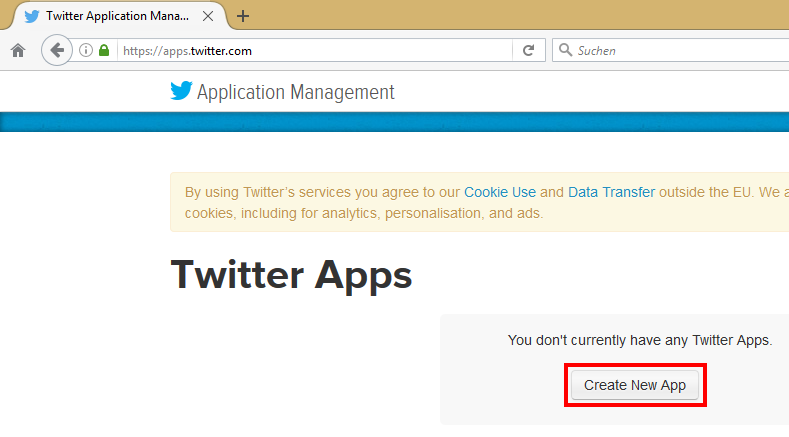 Twitter Application Mana...
https://apps.twitter.com
Suchen
Application Management
By using Twitter's services you agree to our Cookie Use and Data Transfer outside the EU. We a
cookies, including for analytics, personalisation, and ads.
Twitter Apps
You don't currently have any Twitter Apps.
Create New App